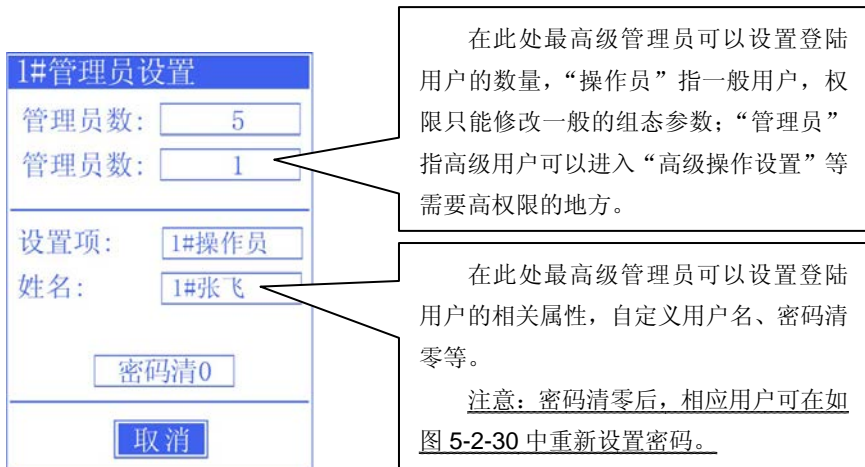 1#管理员设置
管理员数: 5
管理员数: 1
设置项: 1#操作员
姓名: 1#张飞
密码清0
取消
在此处最高级管理员可以设置登陆
用户的数量，“操作员”指一般用户，权
限只能修改一般的组态参数；“管理员”
指高级用户可以进入“高级操作设置”等
需要高权限的地方。
在此处最高级管理员可以设置登陆
用户的相关属性，自定义用户名、密码清
零等。
注意：密码清零后，相应用户可在如
图 5-2-30 中重新设置密码。